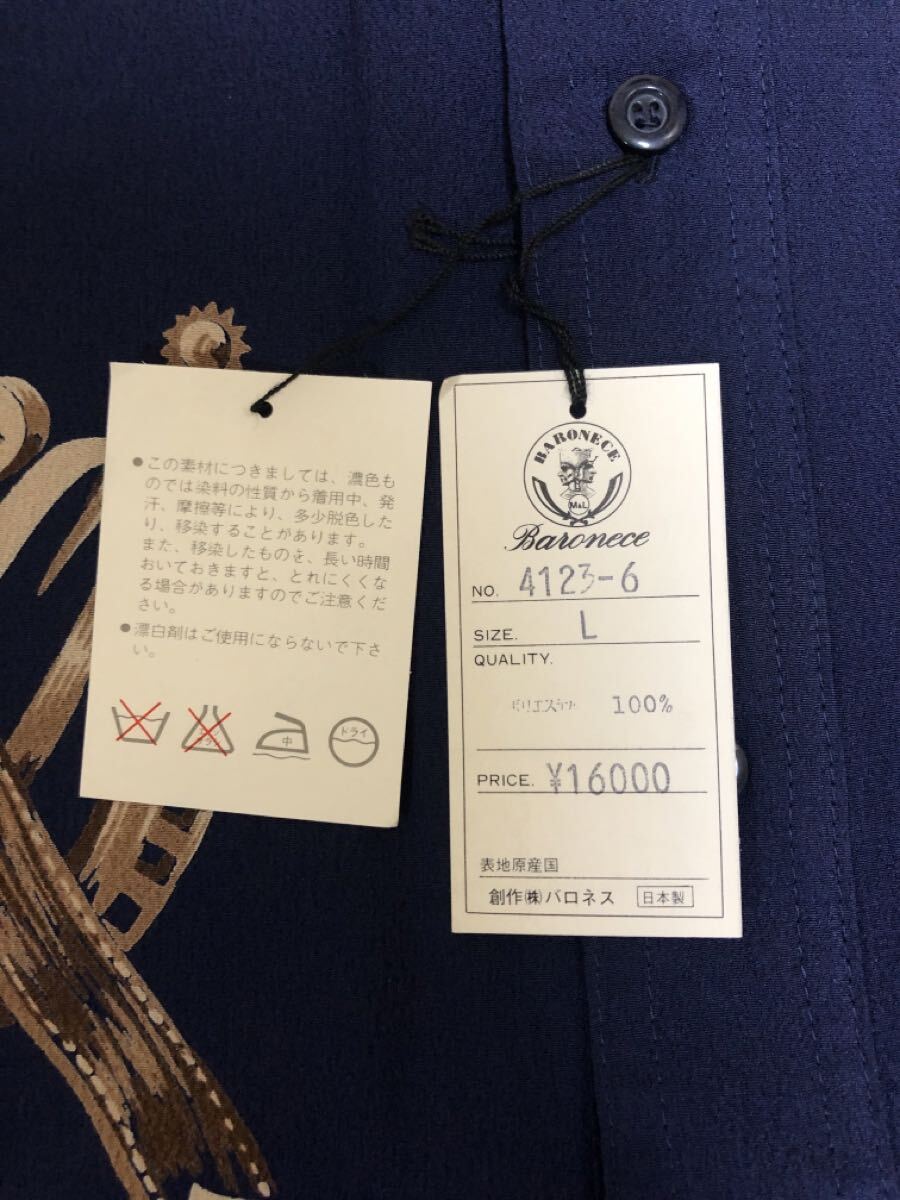 ●この素材につきましては、濃色も
のでは染料の性質から着用中、発
汗、摩擦等により、多少脱色した
り、移染することがあります。
また、移染したものを、長い時間
おいておきますと、とれにくくな
る場合がありますのでご注意くだ
さい。
●漂白剤はご使用にならないで下さ
い。
中
ドライ
BARONECE
M&L
Baronece
NO. 4123-6
SIZE. L
QUALITY.
ポリエステル 100%
PRICE. ¥16000
表地原産国
創作㈱バロネス 日本製